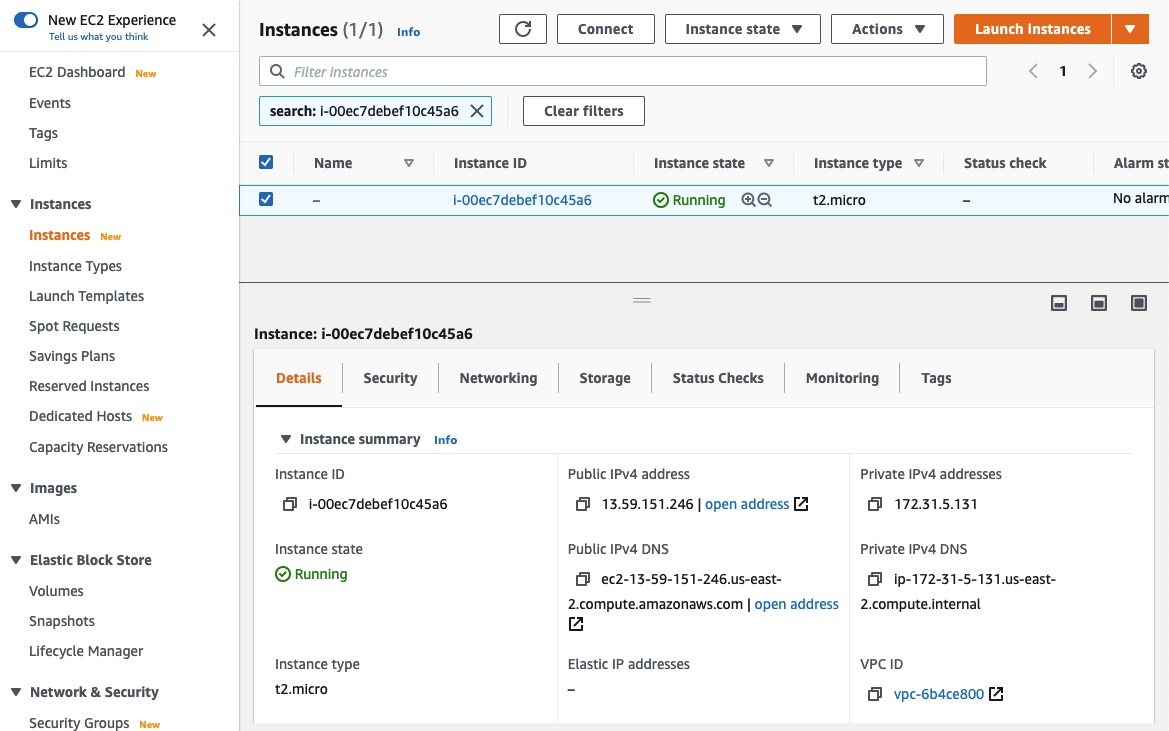 New EC2 Experience
Tell us what you think
EC2 Dashboard New
Events
Tags
Limits
Instances
Instances New
Instance Types
Launch Templates
Spot Requests
Savings Plans
Reserved Instances
Dedicated Hosts New
Capacity Reservations
Images
AMIs
Elastic Block Store
Volumes
Snapshots
Lifecycle Manager
Network & Security
Security Groups New
Instances (1/1) Info
Connect
Instance state
Actions
Launch instances
Filter instances
1
search: i-00ec7debef10c45a6
Clear filters
Name Instance ID Instance state Instance type Status check Alarm st
– i-00ec7debef10c45a6 Running t2.micro – No alarm
Instance: i-00ec7debef10c45a6
Details Security Networking Storage Status Checks Monitoring Tags
Instance summary Info
Instance ID
i-00ec7debef10c45a6
Public IPv4 address
13.59.151.246 | open address
Private IPv4 addresses
172.31.5.131
Instance state
Running
Public IPv4 DNS
ec2-13-59-151-246.us-east-
2.compute.amazonaws.com | open address
Private IPv4 DNS
ip-172-31-5-131.us-east-
2.compute.internal
Instance type
t2.micro
Elastic IP addresses
–
VPC ID
vpc-6b4ce800